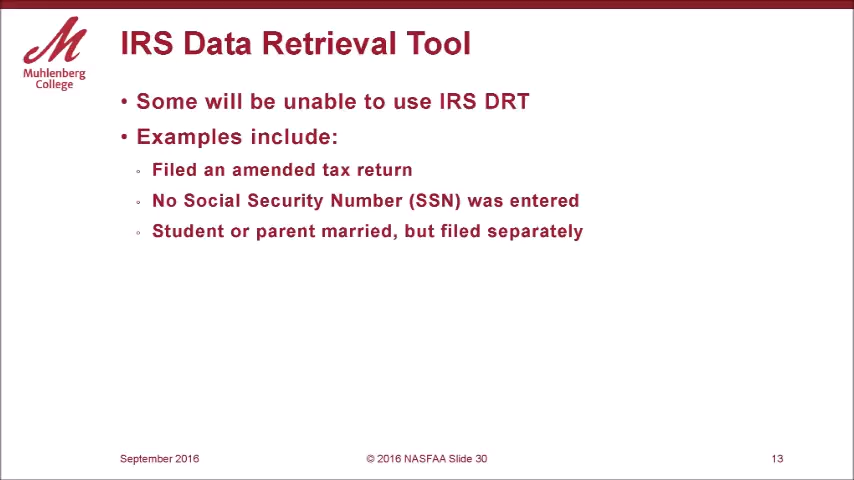 IRS Data Retrieval Tool
Muhlenberg
College
• Some will be unable to use IRS DRT
• Examples include:
◦ Filed an amended tax return
◦ No Social Security Number (SSN) was entered
◦ Student or parent married, but filed separately
September 2016
© 2016 NASFAA Slide 30
13